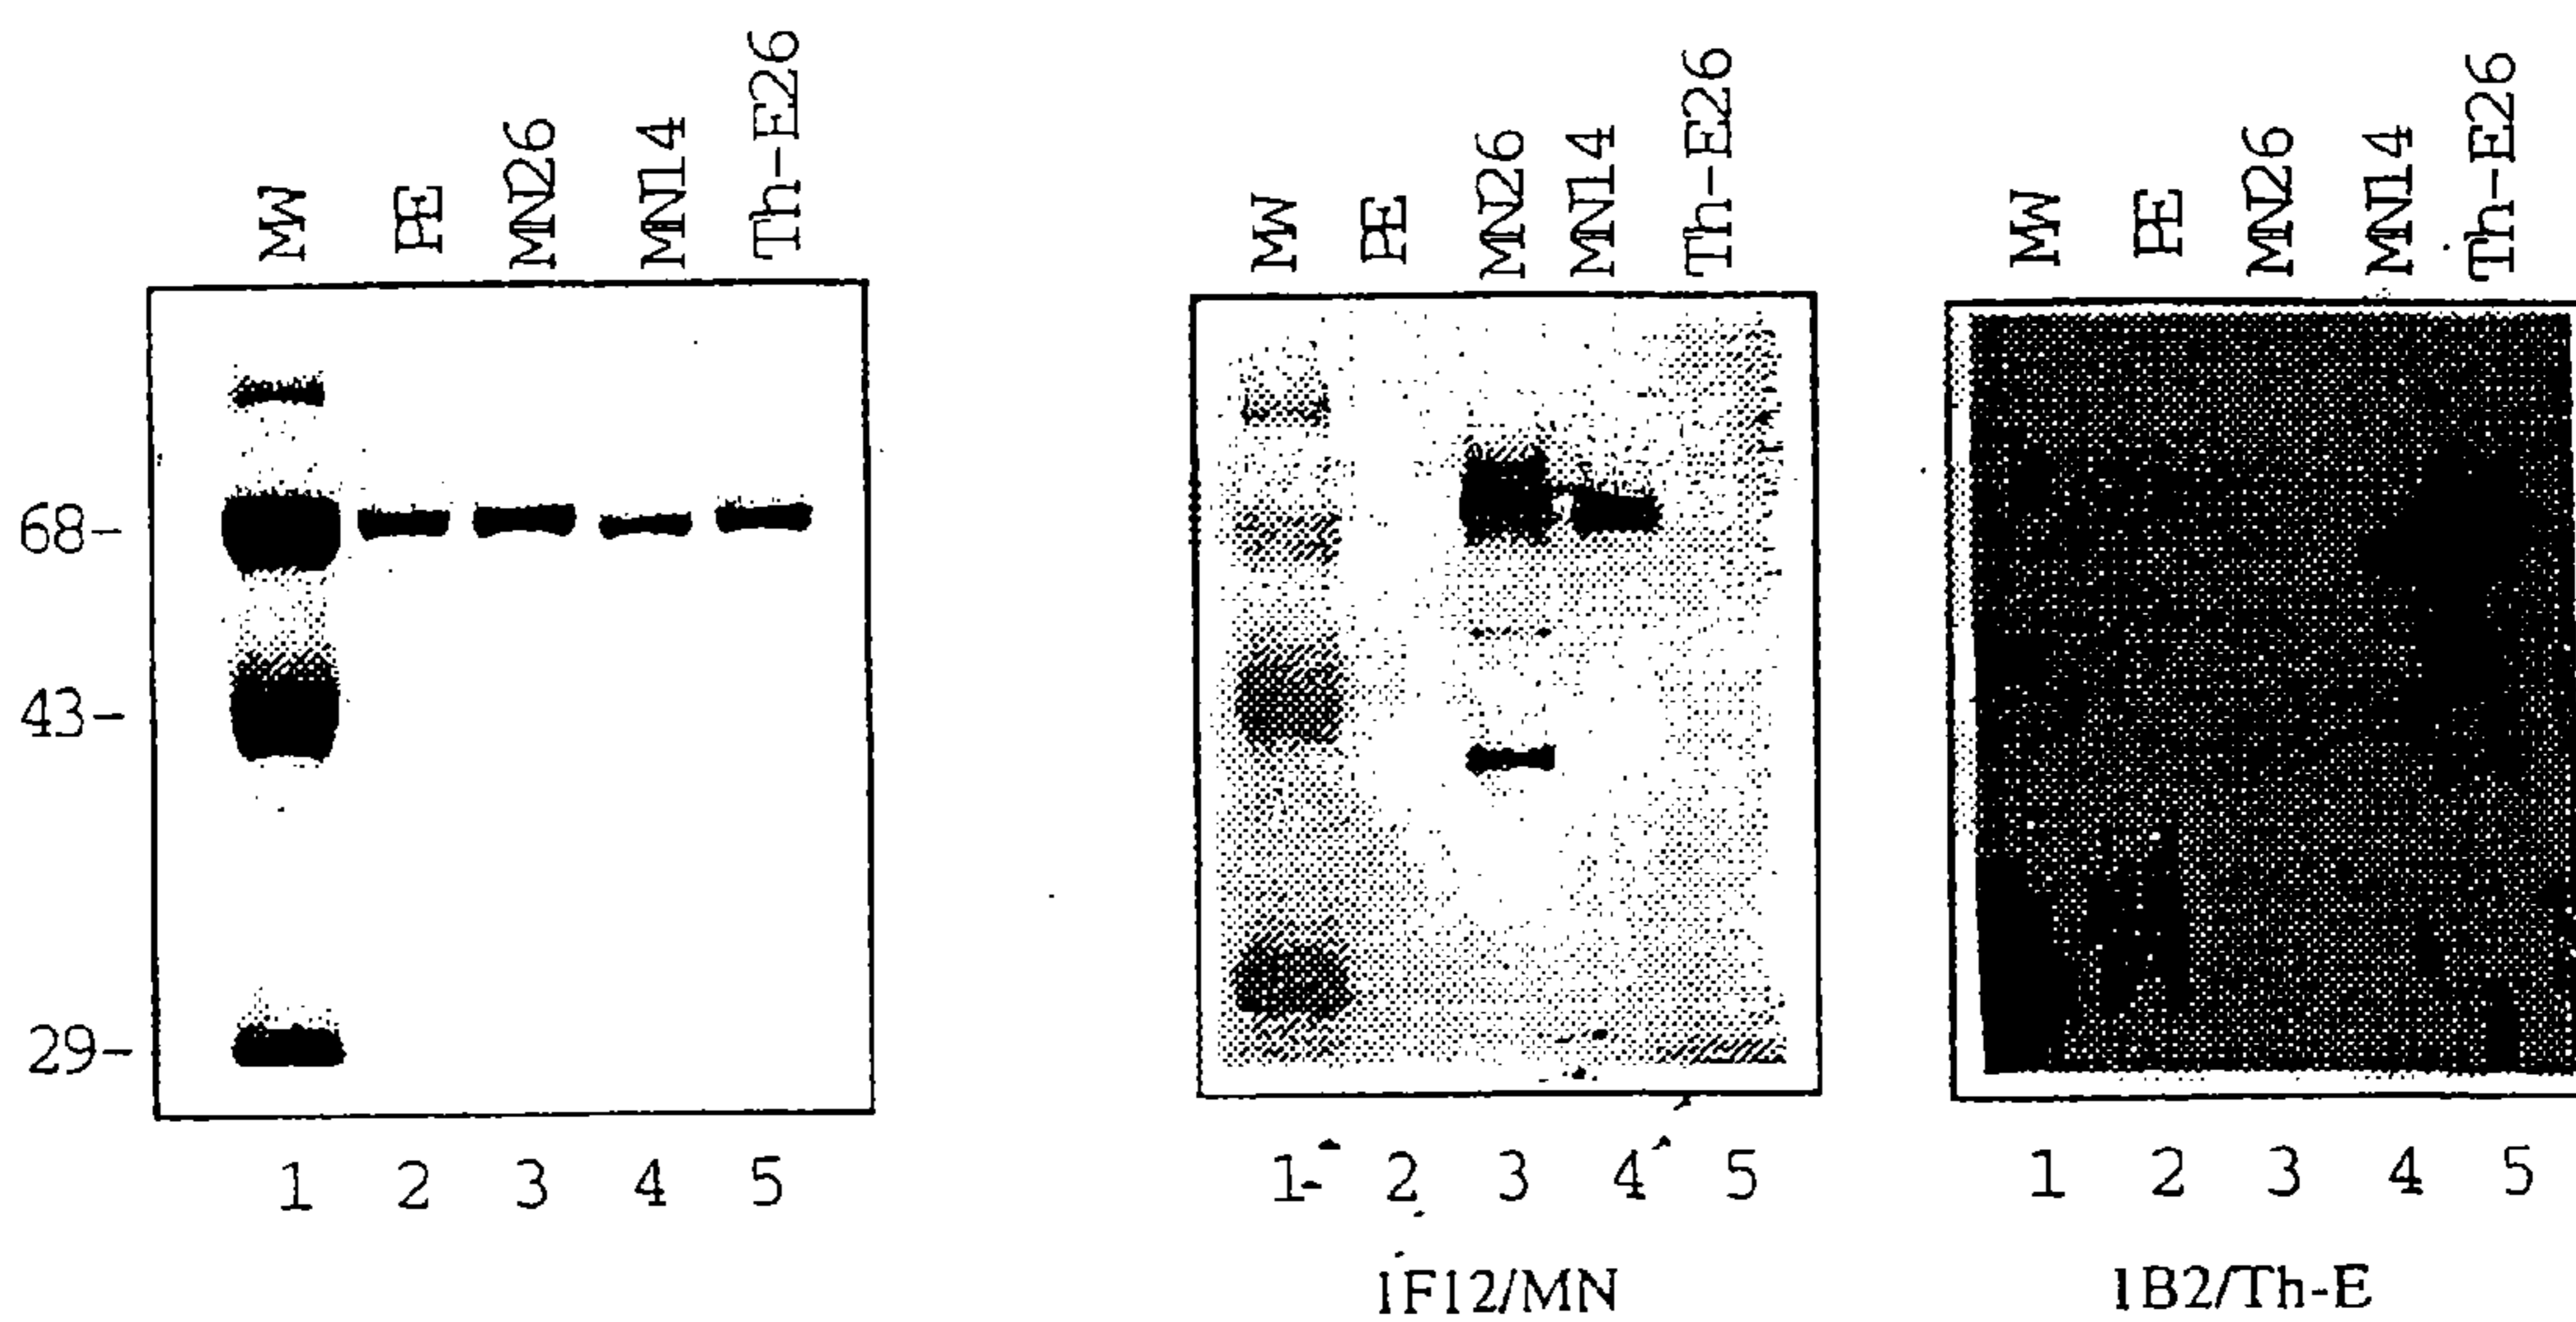 MW PE MN26 MN14 Th-E26
MW PE MN26 MN14 Th-E26
MW PE MN26 MN14 Th-E26
68-
43-
29-
1 2 3 4 5
1 2 3 4 5
1 2 3 4 5
1F12/MN
1B2/Th-E